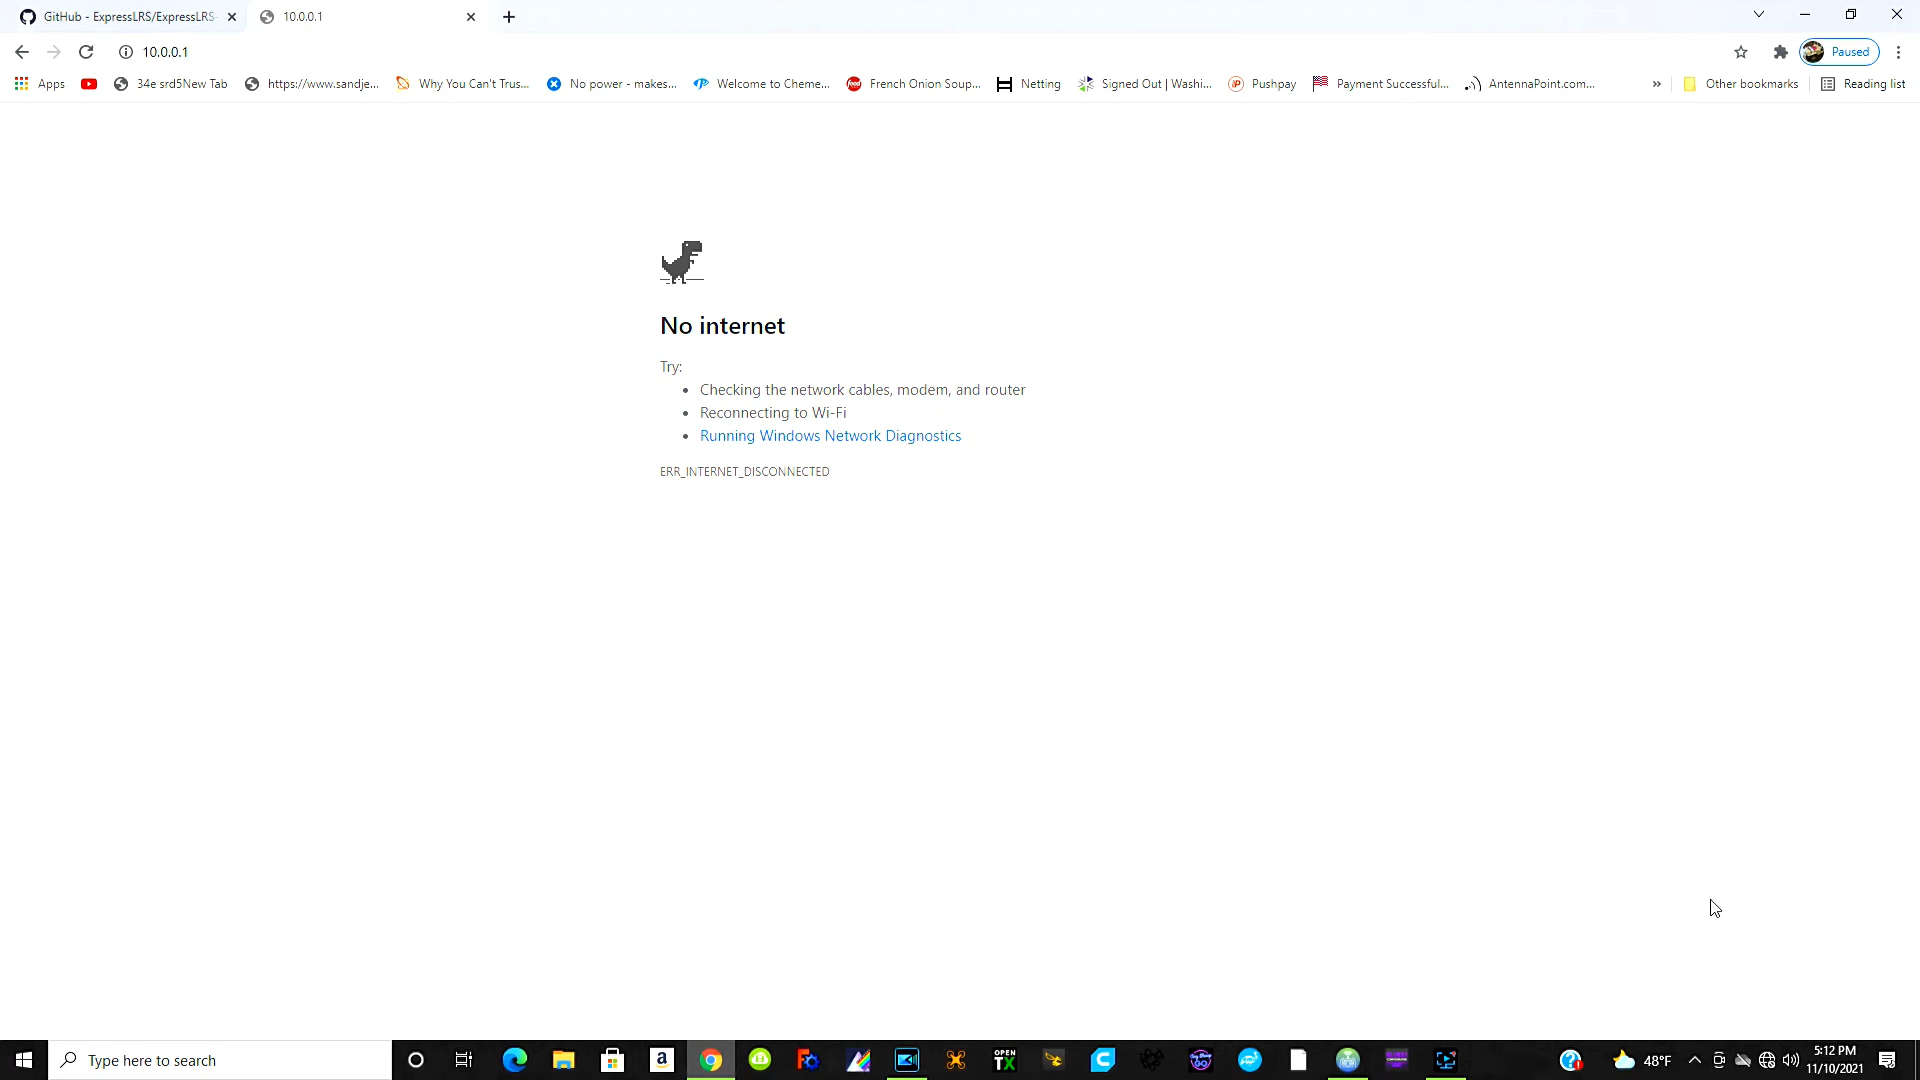 GitHub - ExpressLRS/ExpressLRS-
10.0.0.1
10.0.0.1
Paused
Apps
34e srd5New Tab
https://www.sandje...
Why You Can't Trus...
No power - makes...
Welcome to Cheme...
French Onion Soup...
Netting
Signed Out | Washi...
Pushpay
Payment Successful...
AntennaPoint.com...
»
Other bookmarks
Reading list
No internet
Try:
• Checking the network cables, modem, and router
• Reconnecting to Wi-Fi
• Running Windows Network Diagnostics
ERR_INTERNET_DISCONNECTED
Type here to search
OPEN
TX
48°F
5:12 PM
11/10/2021